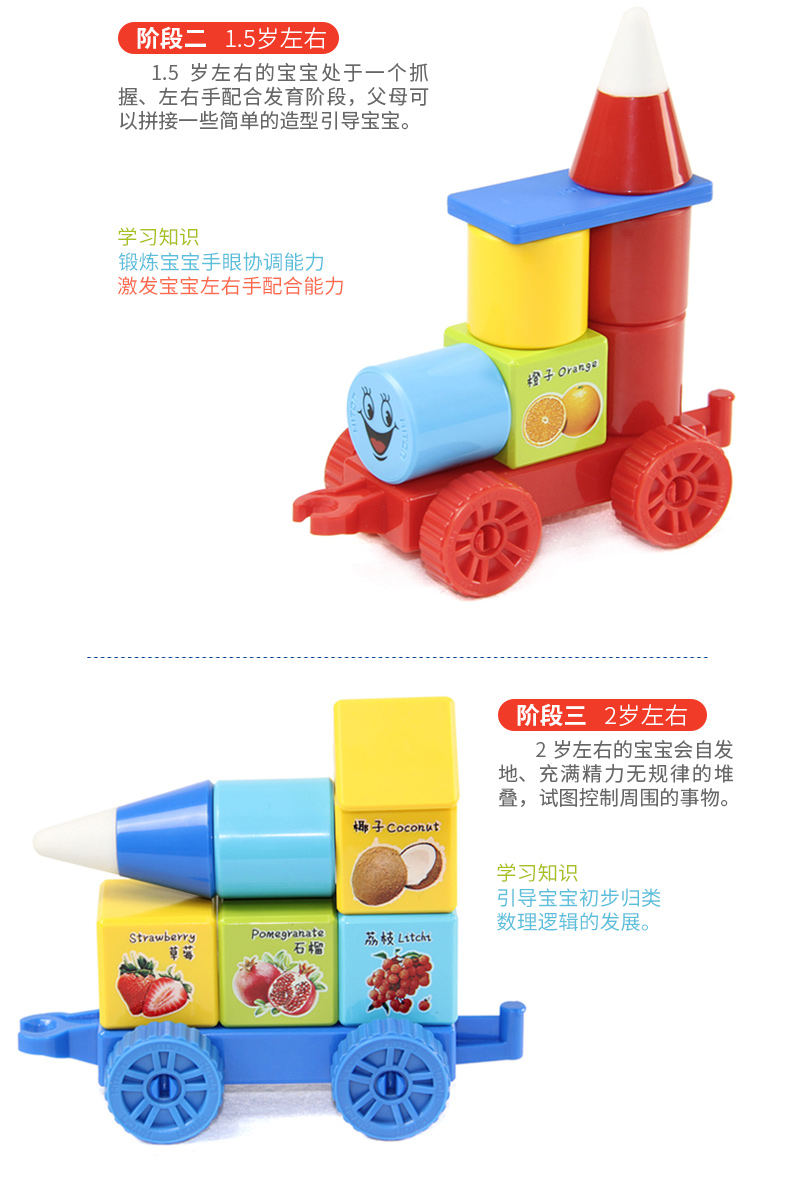 阶段二 1.5岁左右
1.5 岁左右的宝宝处于一个抓
握、左右手配合发育阶段，父母可
以拼接一些简单的造型引导宝宝。
学习知识
锻炼宝宝手眼协调能力
激发宝宝左右手配合能力
橙子 Orange
阶段三 2岁左右
2 岁左右的宝宝会自发
地、充满精力无规律的堆
叠，试图控制周围的事物。
椰子 Coconut
学习知识
引导宝宝初步归类
数理逻辑的发展。
Strawberry
草莓
Pomegranate
石榴
荔枝 Litchi